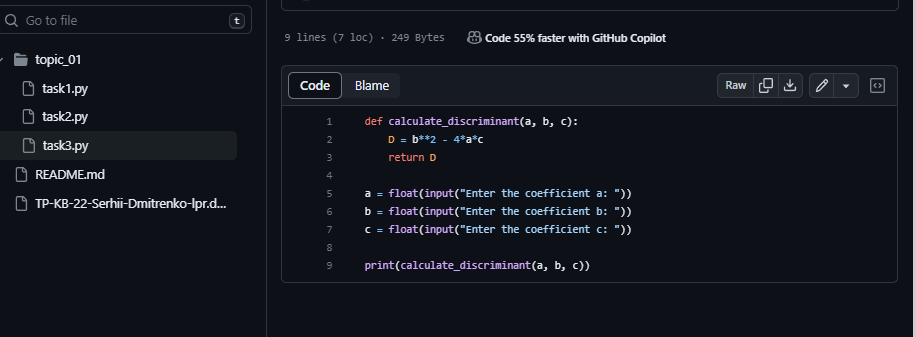 Go to file
t
topic_01
task1.py
task2.py
task3.py
README.md
TP-KB-22-Serhii-Dmitrenko-lpr.d...
9 lines (7 loc) · 249 Bytes
Code 55% faster with GitHub Copilot
Code
Blame
Raw
1 def calculate_discriminant(a, b, c):
2     D = b**2 - 4*a*c
3     return D
4
5 a = float(input("Enter the coefficient a: "))
6 b = float(input("Enter the coefficient b: "))
7 c = float(input("Enter the coefficient c: "))
8
9 print(calculate_discriminant(a, b, c))